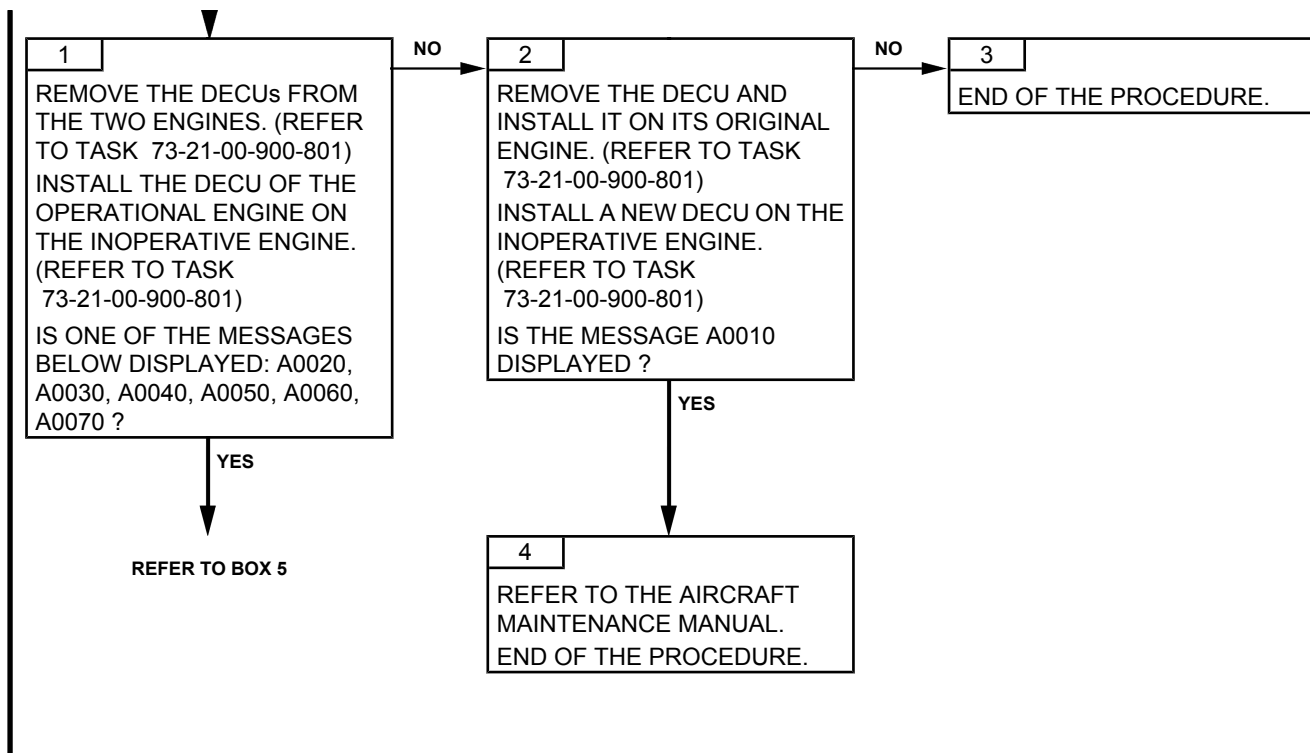 1
REMOVE THE DECUs FROM
THE TWO ENGINES. (REFER
TO TASK 73-21-00-900-801)
INSTALL THE DECU OF THE
OPERATIONAL ENGINE ON
THE INOPERATIVE ENGINE.
(REFER TO TASK
73-21-00-900-801)
IS ONE OF THE MESSAGES
BELOW DISPLAYED: A0020,
A0030, A0040, A0050, A0060,
A0070 ?
NO
YES
REFER TO BOX 5
2
REMOVE THE DECU AND
INSTALL IT ON ITS ORIGINAL
ENGINE. (REFER TO TASK
73-21-00-900-801)
INSTALL A NEW DECU ON THE
INOPERATIVE ENGINE.
(REFER TO TASK
73-21-00-900-801)
IS THE MESSAGE A0010
DISPLAYED ?
NO
YES
3
END OF THE PROCEDURE.
4
REFER TO THE AIRCRAFT
MAINTENANCE MANUAL.
END OF THE PROCEDURE.